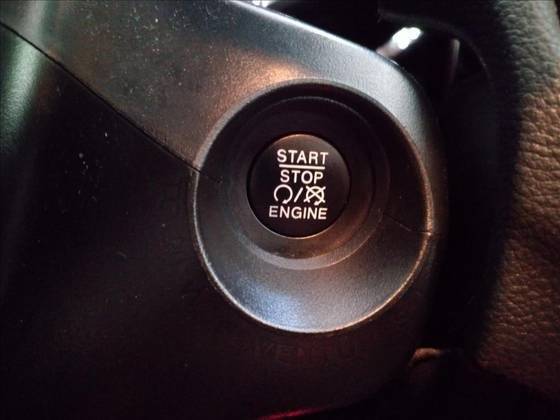 START
STOP
/
ENGINE